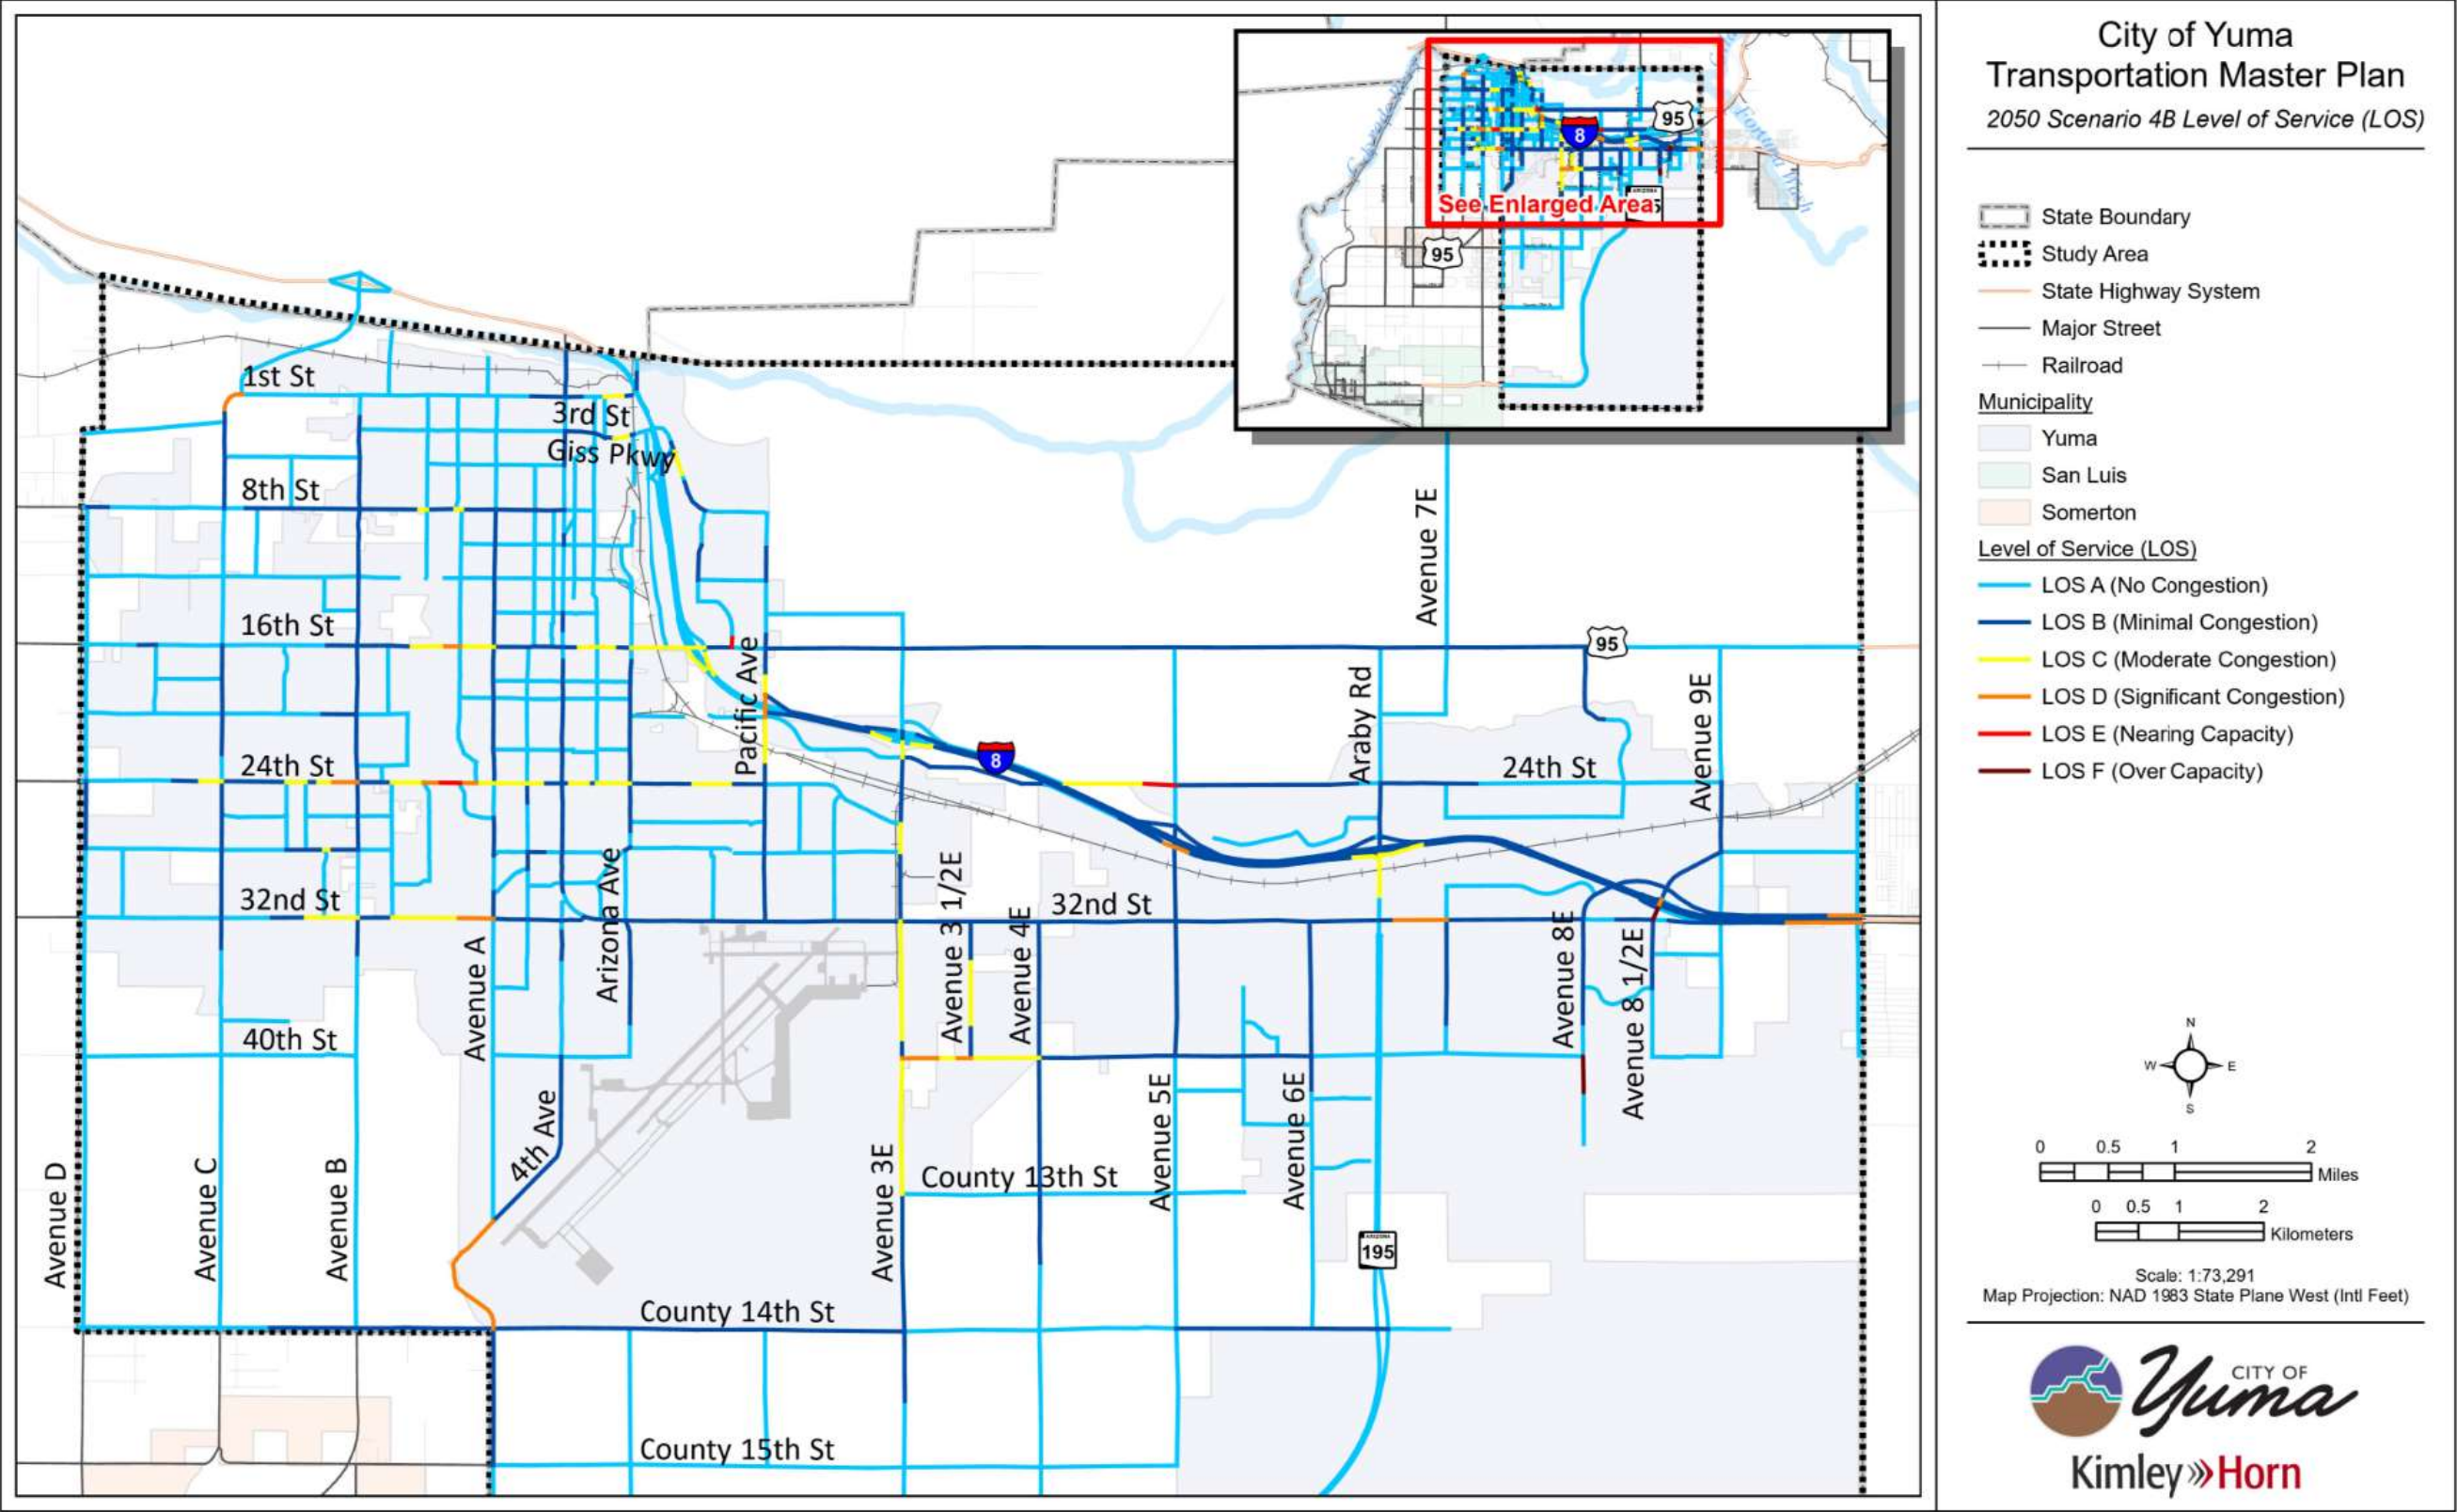 City of Yuma
Transportation Master Plan
2050 Scenario 4B Level of Service (LOS)
State Boundary
Study Area
State Highway System
Major Street
Railroad
Municipality
Yuma
San Luis
Somerton
Level of Service (LOS)
LOS A (No Congestion)
LOS B (Minimal Congestion)
LOS C (Moderate Congestion)
LOS D (Significant Congestion)
LOS E (Nearing Capacity)
LOS F (Over Capacity)
N
W
E
S
0 0.5 1 2
Miles
0 0.5 1 2
Kilometers
Scale: 1:73,291
Map Projection: NAD 1983 State Plane West (Intl Feet)
CITY OF
Yuma
Kimley»Horn
95
8
See Enlarged Area
95
1st St
3rd St
Giss Pkwy
8th St
16th St
24th St
32nd St
40th St
Avenue D
Avenue C
Avenue B
Avenue A
4th Ave
Arizona Ave
Pacific Ave
Avenue 3E
Avenue 3 1/2E
Avenue 4E
32nd St
Avenue 5E
Avenue 6E
Araby Rd
Avenue 7E
95
8
24th St
Avenue 9E
Avenue 8E
Avenue 8 1/2E
County 13th St
ARIZONA
195
County 14th St
County 15th St